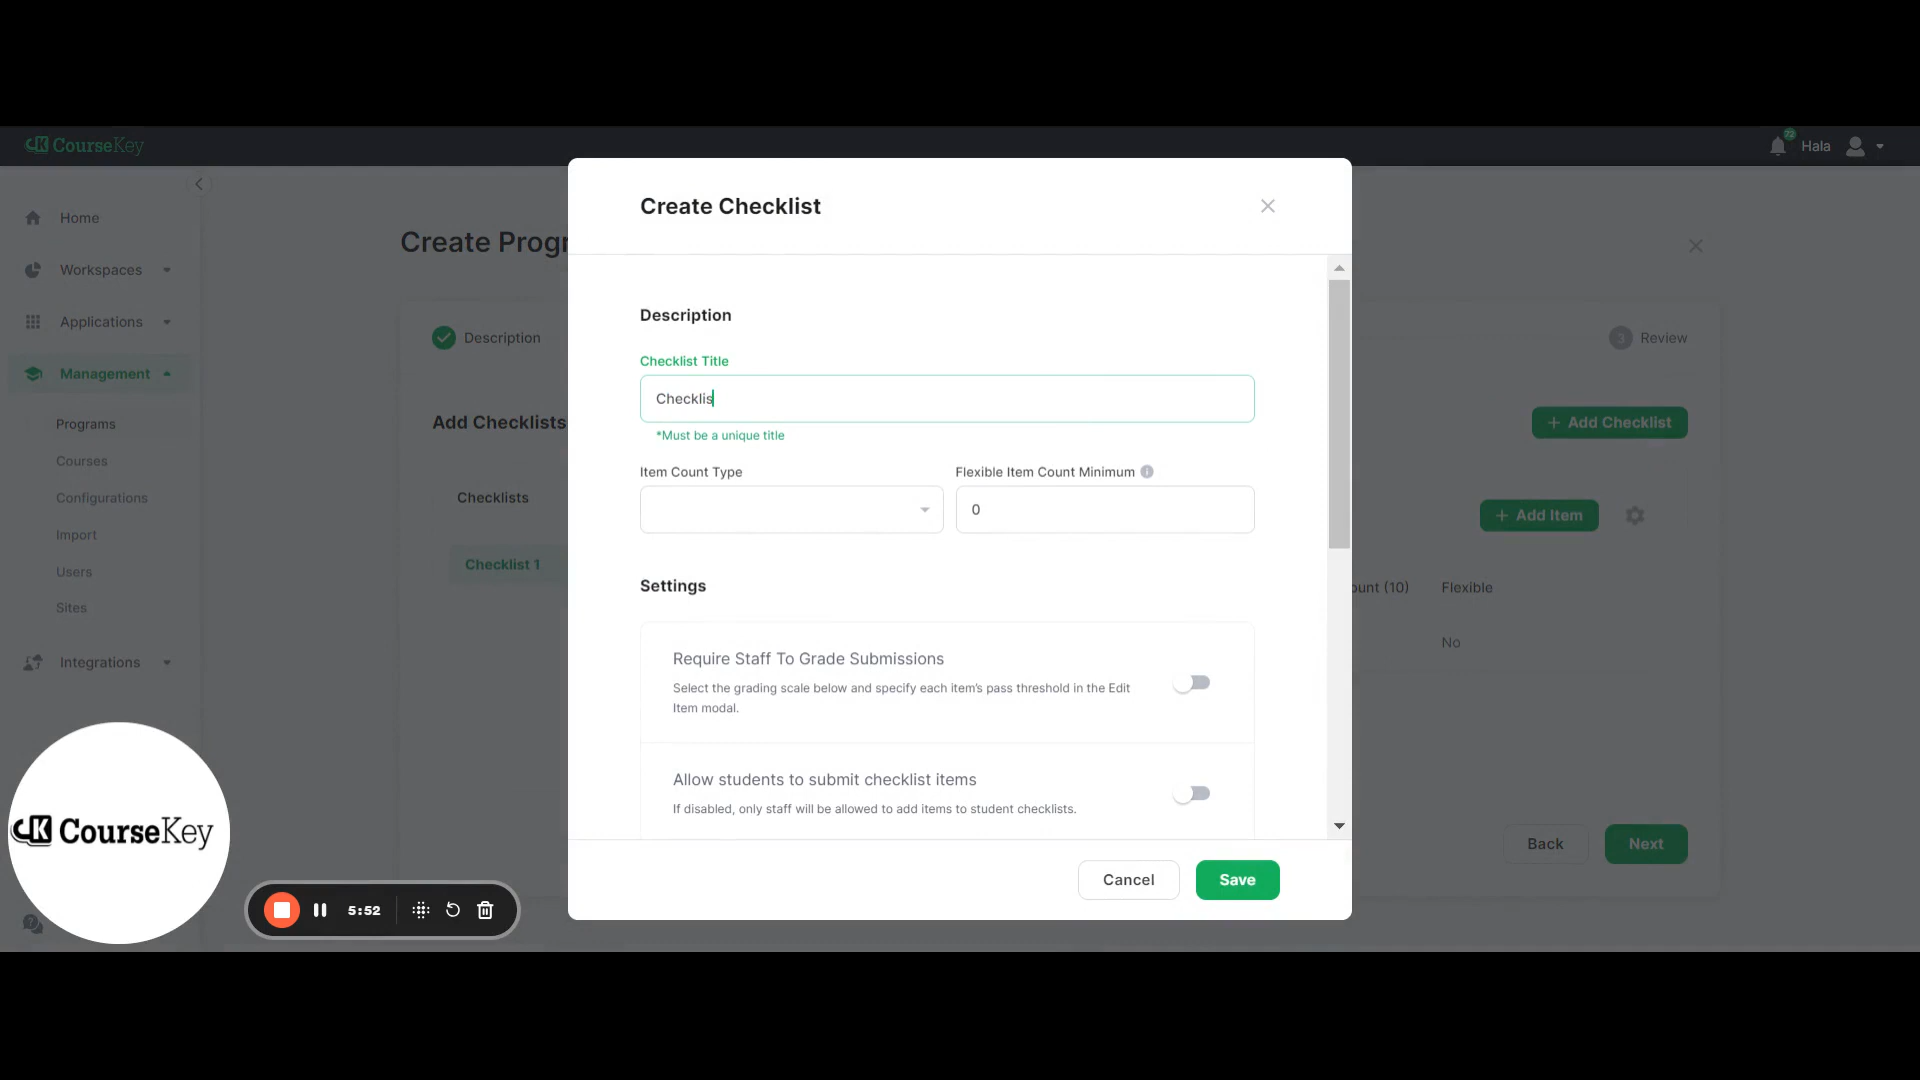 CourseKey
22
Hala
Home
Workspaces
Applications
Management
Programs
Courses
Configurations
Import
Users
Sites
Integrations
Create Progr
Description
3 Review
Add Checklists
+ Add Checklist
Checklists
+ Add Item
Checklist 1
ount (10)
Flexible
No
Back
Next
Create Checklist
Description
Checklist Title
Checklis
*Must be a unique title
Item Count Type
Flexible Item Count Minimum
0
Settings
Require Staff To Grade Submissions
Select the grading scale below and specify each item's pass threshold in the Edit
Item modal.
Allow students to submit checklist items
If disabled, only staff will be allowed to add items to student checklists.
Cancel
Save
CourseKey
5:52